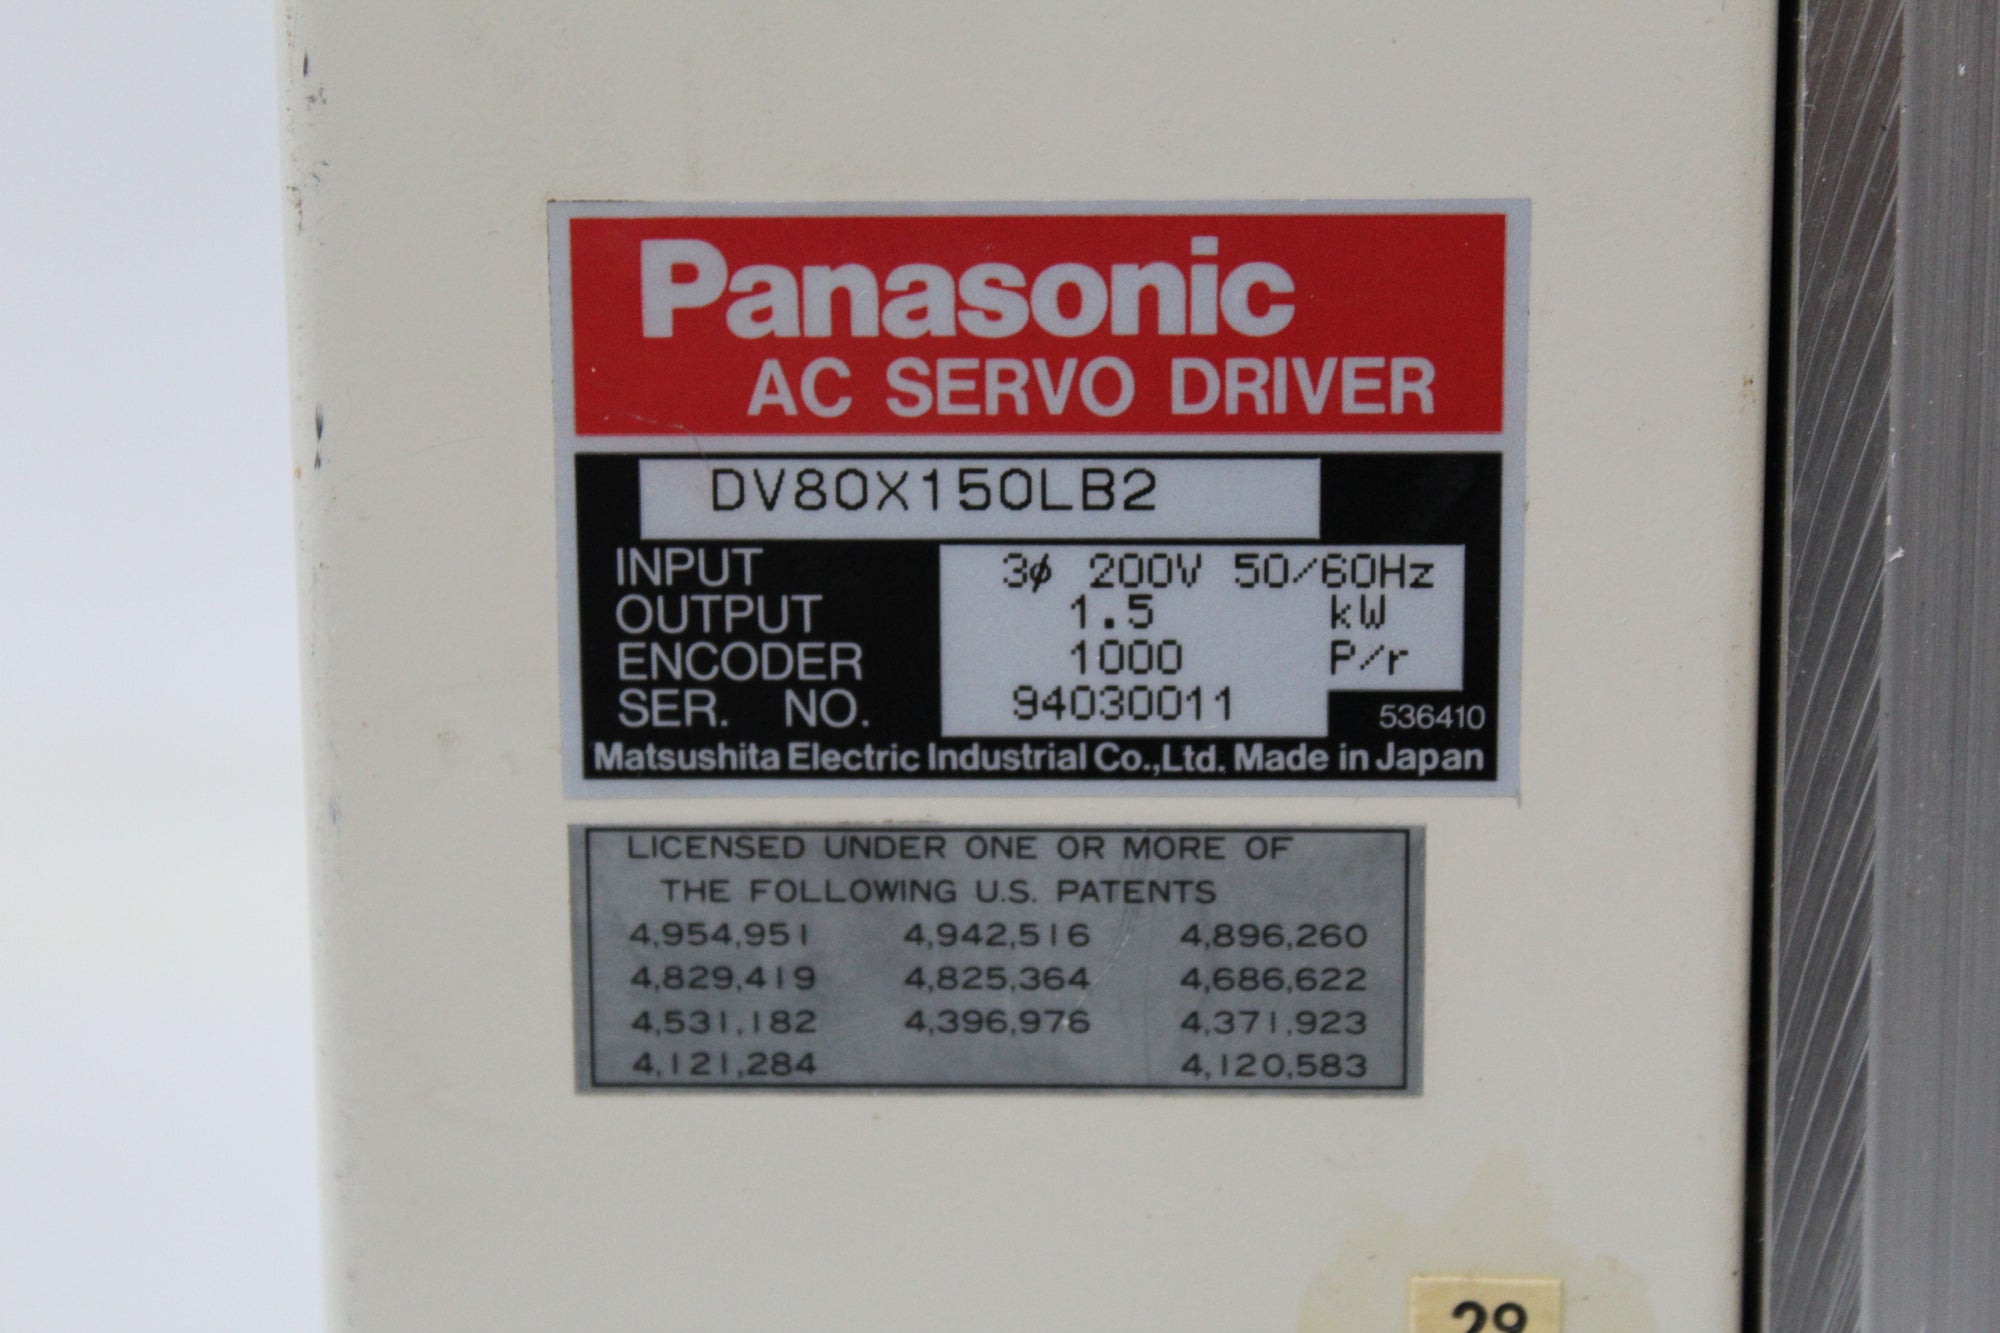 Panasonic
AC SERVO DRIVER
DV80X150LB2
INPUT 3ϕ 200V 50/60Hz
OUTPUT 1.5 kW
ENCODER 1000 P/r
SER. NO. 94030011 536410
Matsushita Electric Industrial Co.,Ltd. Made in Japan
LICENSED UNDER ONE OR MORE OF
THE FOLLOWING U.S. PATENTS
4,954,951 4,942,516 4,896,260
4,829,419 4,825,364 4,686,622
4,531,182 4,396,976 4,371,923
4,121,284 4,120,583